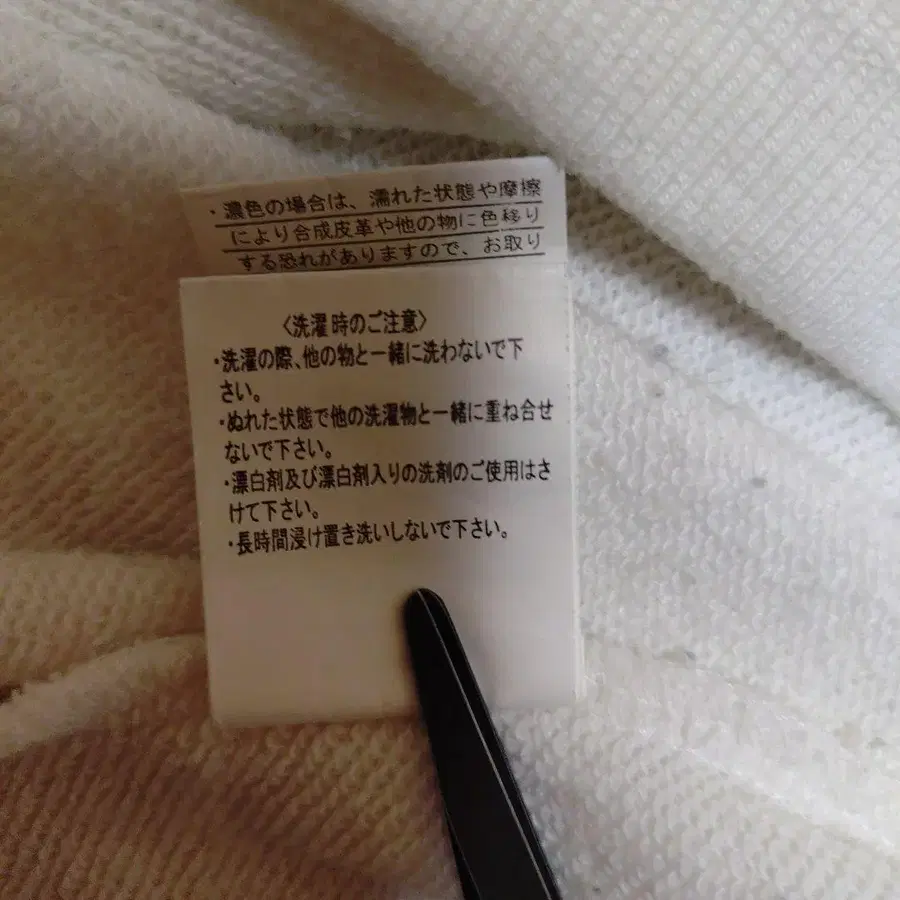 ・濃色の場合は、濡れた状態や摩擦
により合成皮革や他の物に色移り
する恐れがありますので、お取り
〈洗濯時のご注意〉
・洗濯の際、他の物と一緒に洗わないで下
さい。
・ぬれた状態で他の洗濯物と一緒に重ね合せ
ないで下さい。
・漂白剤及び漂白剤入りの洗剤のご使用はさ
けて下さい。
・長時間浸け置き洗いしないで下さい。